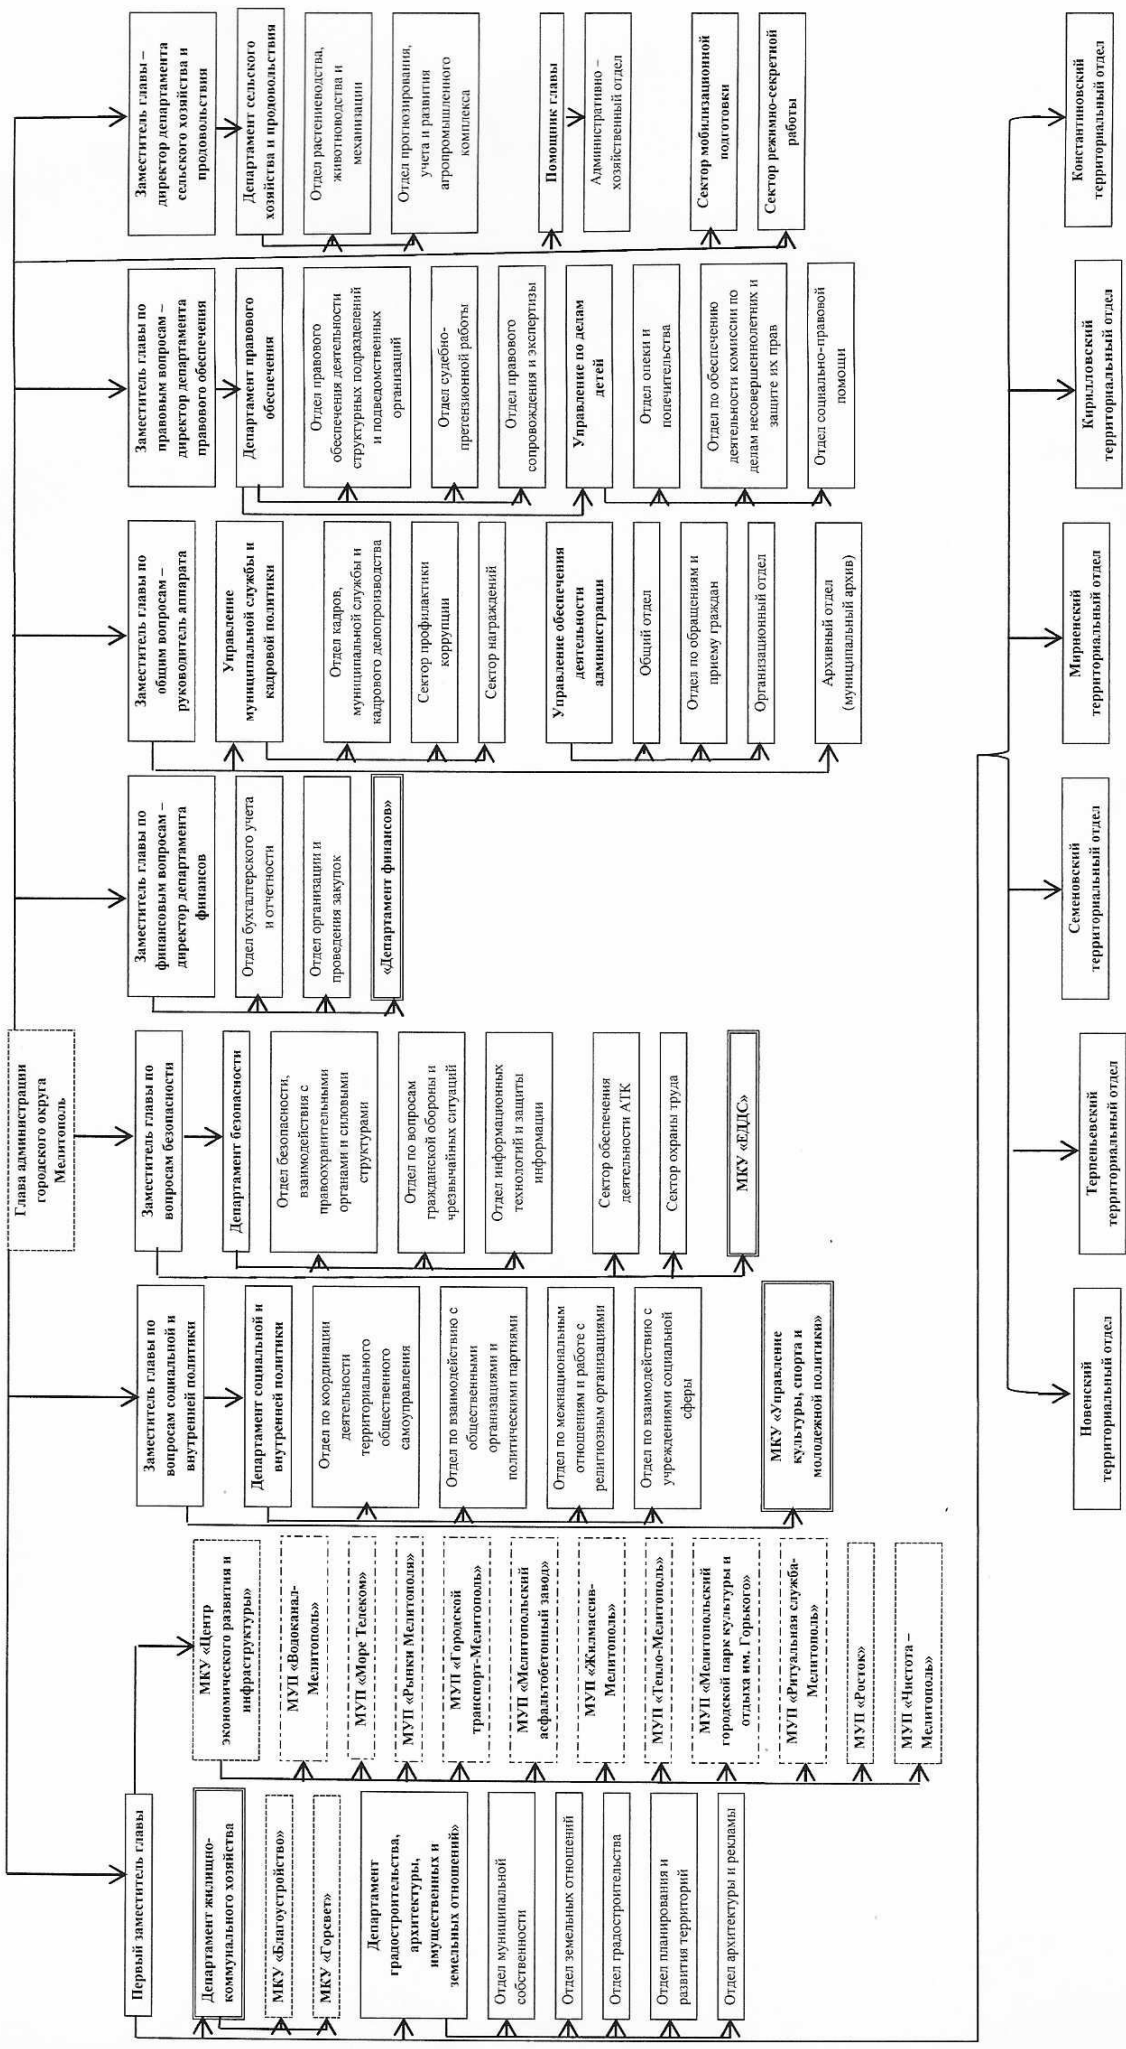 Глава администрации
городского округа
Мелитополь
Первый заместитель главы
Департамент жилищно-
коммунального хозяйства
МКУ «Благоустройство»
МКУ «Горсвет»
Департамент
градостроительства,
архитектуры,
имущественных и
земельных отношений»
Отдел муниципальной
собственности
Отдел земельных отношений
Отдел градостроительства
Отдел планирования и
развития территорий
Отдел архитектуры и рекламы
МКУ «Центр
экономического развития и
инфраструктуры»
МУП «Водоканал-
Мелитополь»
МУП «Море Телеком»
МУП «Рынки Мелитополя»
МУП «Городской
транспорт-Мелитополь»
МУП «Мелитопольский
асфальтобетонный завод»
МУП «Жилмассив-
Мелитополь»
МУП «Тепло-Мелитополь»
МУП «Мелитопольский
городской парк культуры и
отдыха им. Горького»
МУП «Ритуальная служба-
Мелитополь»
МУП «Росток»
МУП «Чистота –
Мелитополь»
Заместитель главы по
вопросам социальной и
внутренней политики
Департамент социальной и
внутренней политики
Отдел по координации
деятельности
территориального
общественного
самоуправления
Отдел по взаимодействию с
общественными
организациями и
политическими партиями
Отдел по межнациональным
отношениям и работе с
религиозным организациями
Отдел по взаимодействию с
учреждениями социальной
сферы
МКУ «Управление
культуры, спорта и
молодежной политики»
Заместитель главы по
вопросам безопасности
Департамент безопасности
Отдел безопасности,
взаимодействия с
правоохранительными
органами и силовыми
структурами
Отдел по вопросам
гражданской обороны и
чрезвычайных ситуаций
Отдел информационных
технологий и защиты
информации
Сектор обеспечения
деятельности АТК
Сектор охраны труда
МКУ «ЕДДС»
Заместитель главы по
финансовым вопросам –
директор департамента
финансов
Отдел бухгалтерского учета
и отчетности
Отдел организации и
проведения закупок
«Департамент финансов»
Заместитель главы по
общим вопросам –
руководитель аппарата
Управление
муниципальной службы и
кадровой политики
Отдел кадров,
муниципальной службы и
кадрового делопроизводства
Сектор профилактики
коррупции
Сектор награждений
Управление обеспечения
деятельности
администрации
Общий отдел
Отдел по обращениям и
приему граждан
Организационный отдел
Архивный отдел
(муниципальный архив)
Заместитель главы по
правовым вопросам –
директор департамента
правового обеспечения
Департамент правового
обеспечения
Отдел правового
обеспечения деятельности
структурных подразделений
и подведомственных
организаций
Отдел судебно-
претензионной работы
Отдел правового
сопровождения и экспертизы
Управление по делам
детей
Отдел опеки и
попечительства
Отдел по обеспечению
деятельности комиссии по
делам несовершеннолетних и
защите их прав
Отдел социально-правовой
помощи
Заместитель главы –
директор департамента
сельского хозяйства и
продовольствия
Департамент сельского
хозяйства и продовольствия
Отдел растениеводства,
животноводства и
механизации
Отдел прогнозирования,
учета и развития
агропромышленного
комплекса
Помощник главы
Административно –
хозяйственный отдел
Сектор мобилизационной
подготовки
Сектор режимно-секретной
работы
Новенский
территориальный отдел
Терпеньевский
территориальный отдел
Семеновский
территориальный отдел
Мирненский
территориальный отдел
Кирилловский
территориальный отдел
Константиновский
территориальный отдел